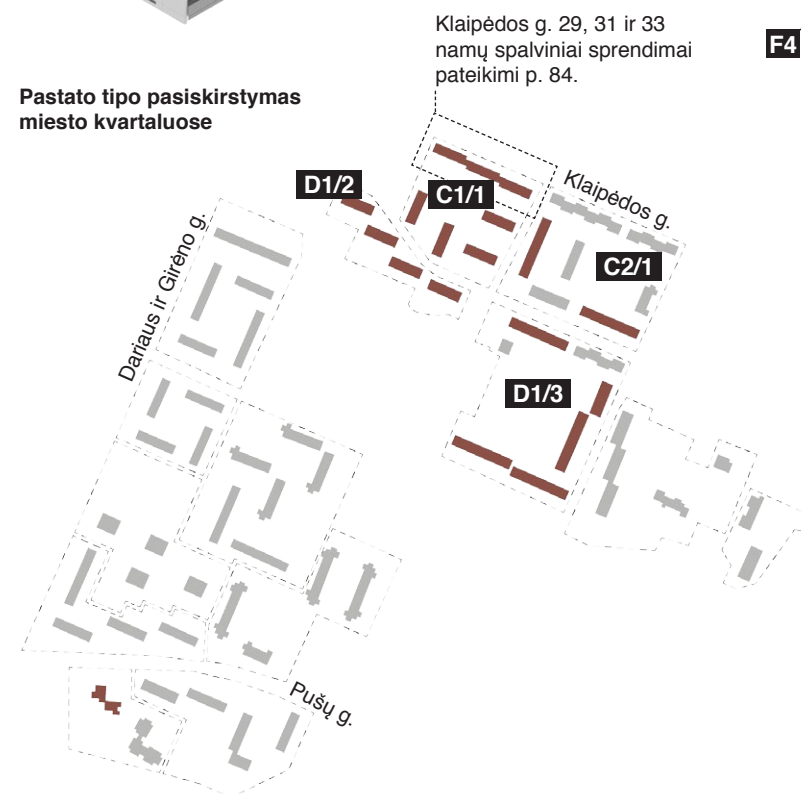 Klaipėdos g. 29, 31 ir 33
namų spalviniai sprendimai
pateikimi p. 84.
F4
Pastato tipo pasiskirstymas
miesto kvartaluose
D1/2
C1/1
Klaipėdos g.
C2/1
Dariaus ir Girėno g.
D1/3
Pušų g.